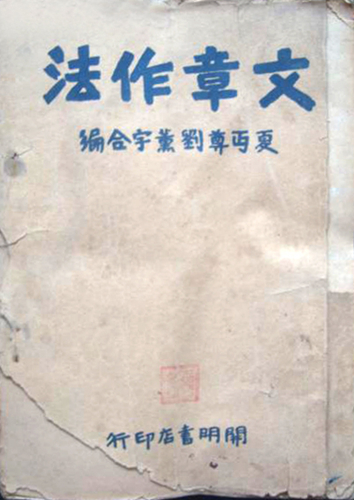 文章作法
夏丏尊劉薰宇合編
開明書店印行